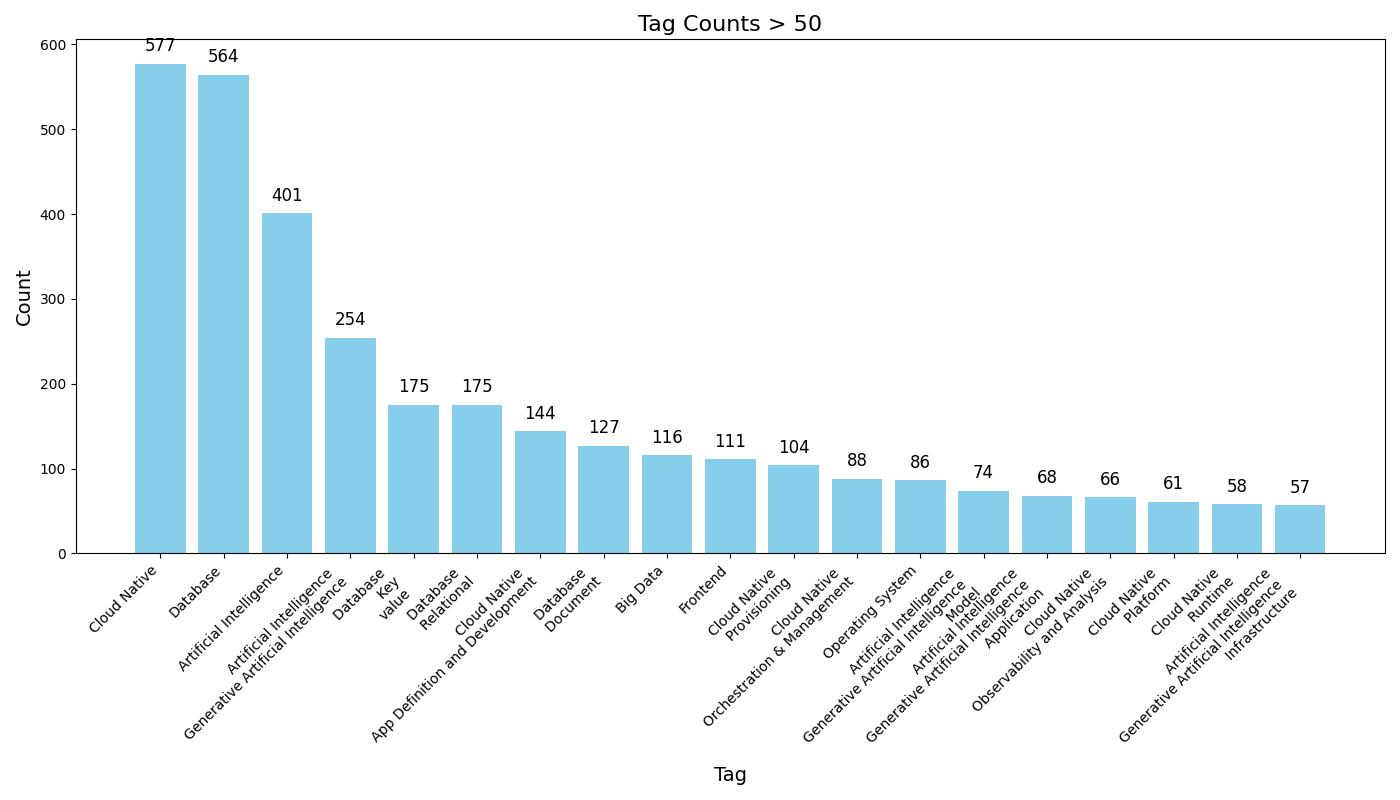 Tag Counts > 50
Count
600
500
400
300
200
100
0
577
564
401
254
175
175
144
127
116
111
104
88
86
74
68
66
61
58
57
Cloud Native
Database
Artificial Intelligence
Artificial Intelligence
Generative Artificial Intelligence
Database
Key
value
Database
Relational
Cloud Native
App Definition and Development
Database
Document
Big Data
Frontend
Cloud Native
Provisioning
Cloud Native
Orchestration & Management
Operating System
Artificial Intelligence
Generative Artificial Intelligence
Model
Artificial Intelligence
Generative Artificial Intelligence
Application
Cloud Native
Observability and Analysis
Cloud Native
Platform
Cloud Native
Runtime
Artificial Intelligence
Generative Artificial Intelligence
Infrastructure
Tag